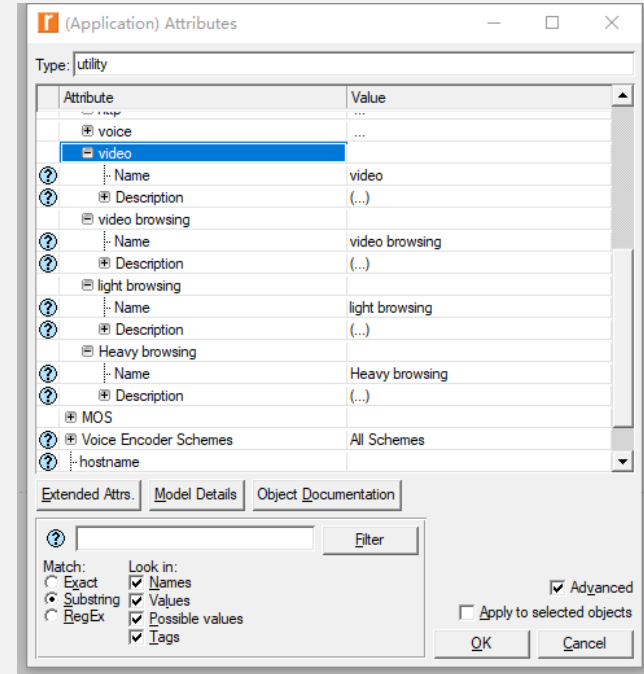 (Application) Attributes
Type: utility
Attribute Value
http ...
voice ...
video
Name video
Description (...)
video browsing
Name video browsing
Description (...)
light browsing
Name light browsing
Description (...)
Heavy browsing
Name Heavy browsing
Description (...)
MOS
Voice Encoder Schemes All Schemes
hostname
Extended Attrs. Model Details Object Documentation
Filter
Match: Look in:
Exact Names
Substring Values
RegEx Possible values
Tags
Advanced
Apply to selected objects
OK Cancel